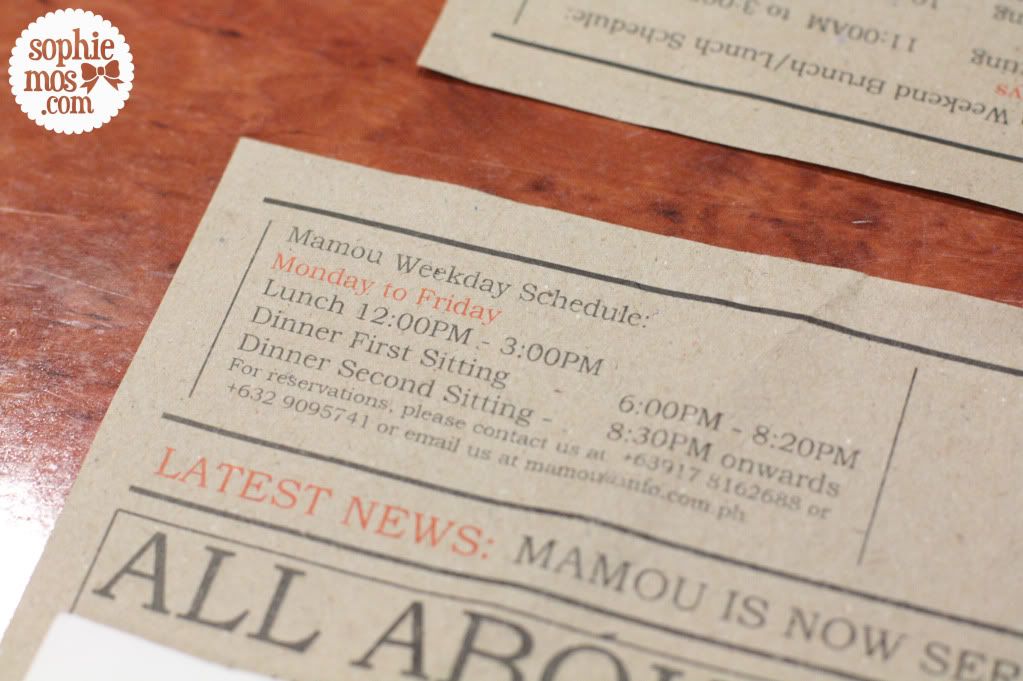 sophie
mos
.com
Weekend Brunch/Lunch Schedule:
11:00AM to 3:0
Mamou Weekday Schedule:
Monday to Friday
Lunch 12:00PM - 3:00PM
Dinner First Sitting 6:00PM - 8:20PM
Dinner Second Sitting - 8:30PM onwards
For reservations, please contact us at +63917 8162688 or
+632 9095741 or email us at mamou@info.com.ph
LATEST NEWS: MAMOU IS NOW SER
ALL ABOU